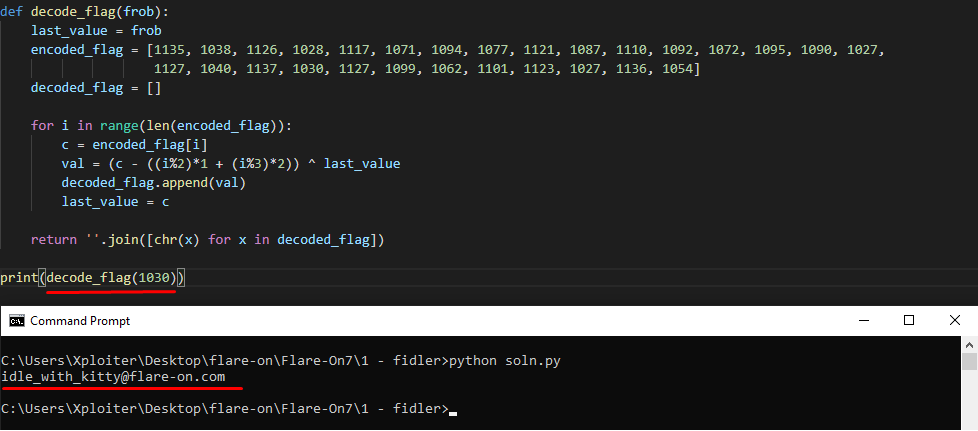 def decode_flag(frob):
    last_value = frob
    encoded_flag = [1135, 1038, 1126, 1028, 1117, 1071, 1094, 1077, 1121, 1087, 1110, 1092, 1072, 1095, 1090, 1027,
                    1127, 1040, 1137, 1030, 1127, 1099, 1062, 1101, 1123, 1027, 1136, 1054]
    decoded_flag = []
    for i in range(len(encoded_flag)):
        c = encoded_flag[i]
        val = (c - ((i%2)*1 + (i%3)*2)) ^ last_value
        decoded_flag.append(val)
        last_value = c
    return ''.join([chr(x) for x in decoded_flag])
print(decode_flag(1030))
Command Prompt
C:\Users\Xploiter\Desktop\flare-on\Flare-On7\1 - fidler>python soln.py
idle_with_kitty@flare-on.com
C:\Users\Xploiter\Desktop\flare-on\Flare-On7\1 - fidler>